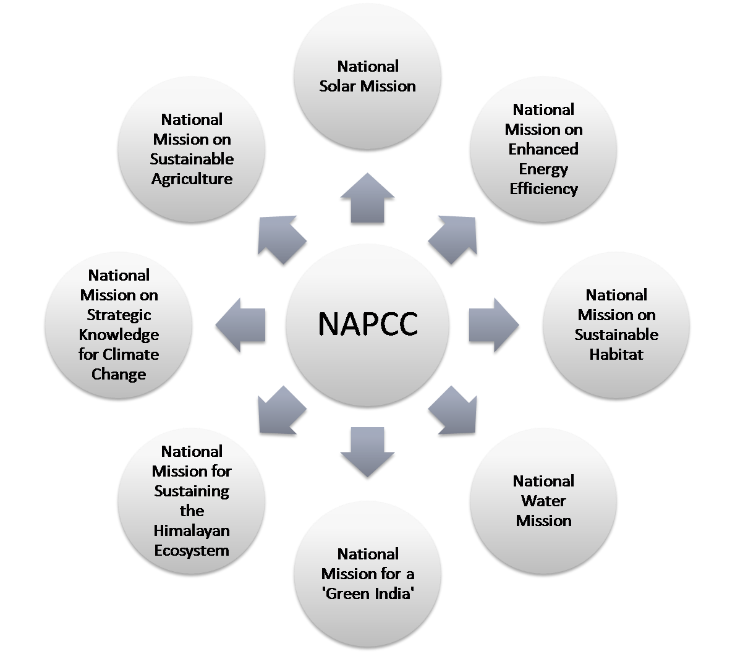 National
Solar Mission
National
Mission on
Enhanced
Energy
Efficiency
National
Mission on
Sustainable
Habitat
National
Water
Mission
National
Mission for a
'Green India'
National
Mission for
Sustaining
the
Himalayan
Ecosystem
National
Mission on
Strategic
Knowledge
for Climate
Change
National
Mission on
Sustainable
Agriculture
NAPCC